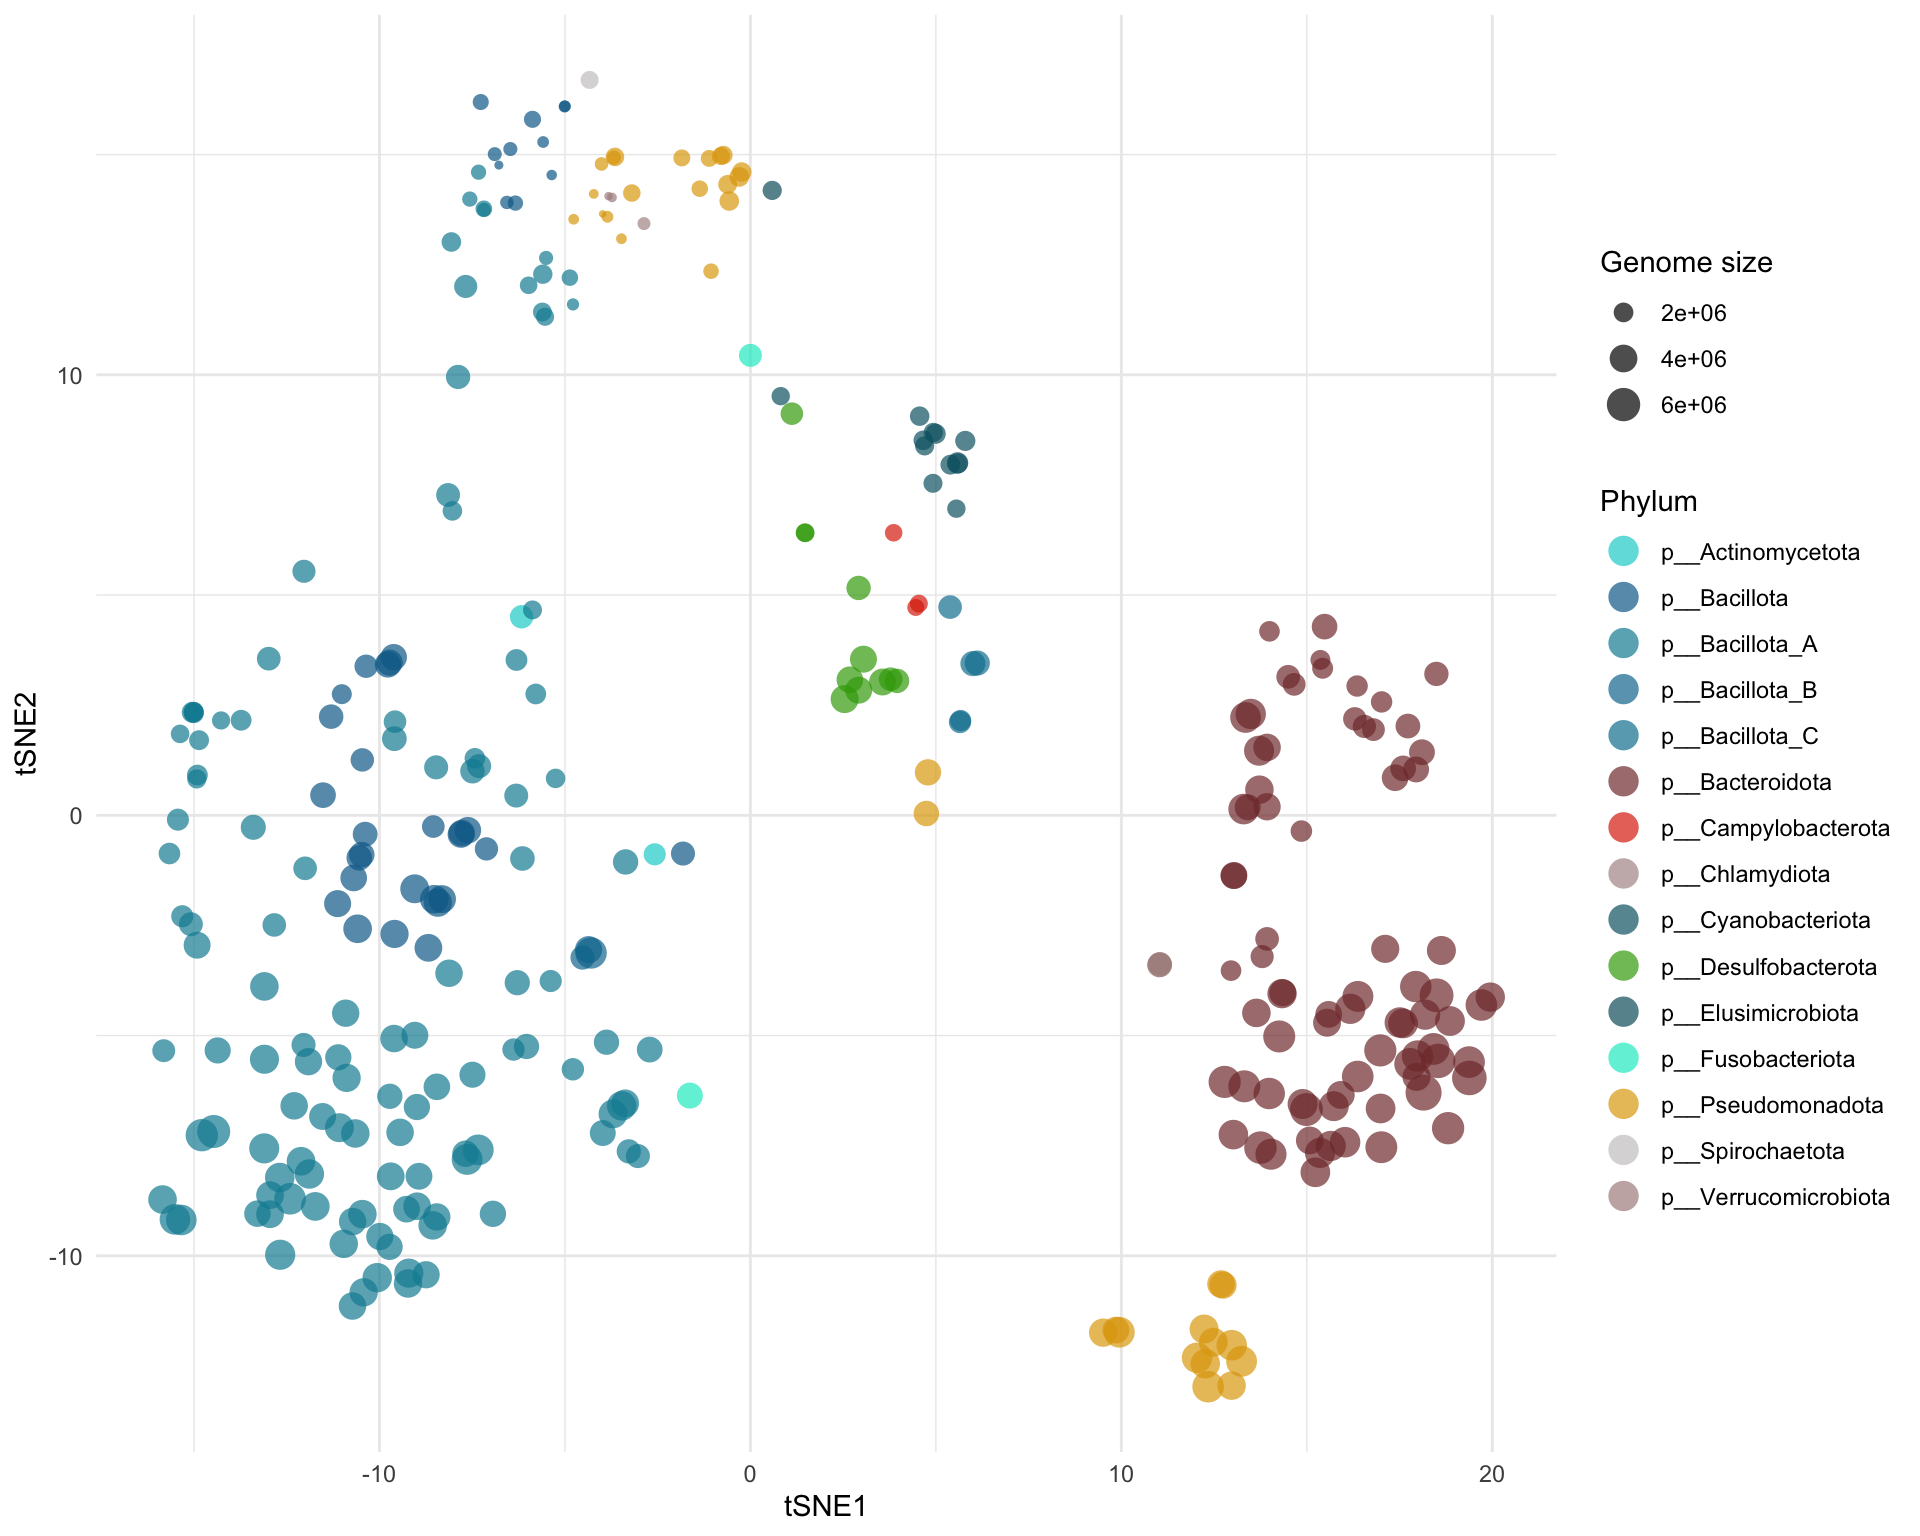 10
0
-10
-10
0
10
20
tSNE1
tSNE2
Genome size
2e+06
4e+06
6e+06
Phylum
p__Actinomycetota
p__Bacillota
p__Bacillota_A
p__Bacillota_B
p__Bacillota_C
p__Bacteroidota
p__Campylobacterota
p__Chlamydiota
p__Cyanobacteriota
p__Desulfobacterota
p__Elusimicrobiota
p__Fusobacteriota
p__Pseudomonadota
p__Spirochaetota
p__Verrucomicrobiota